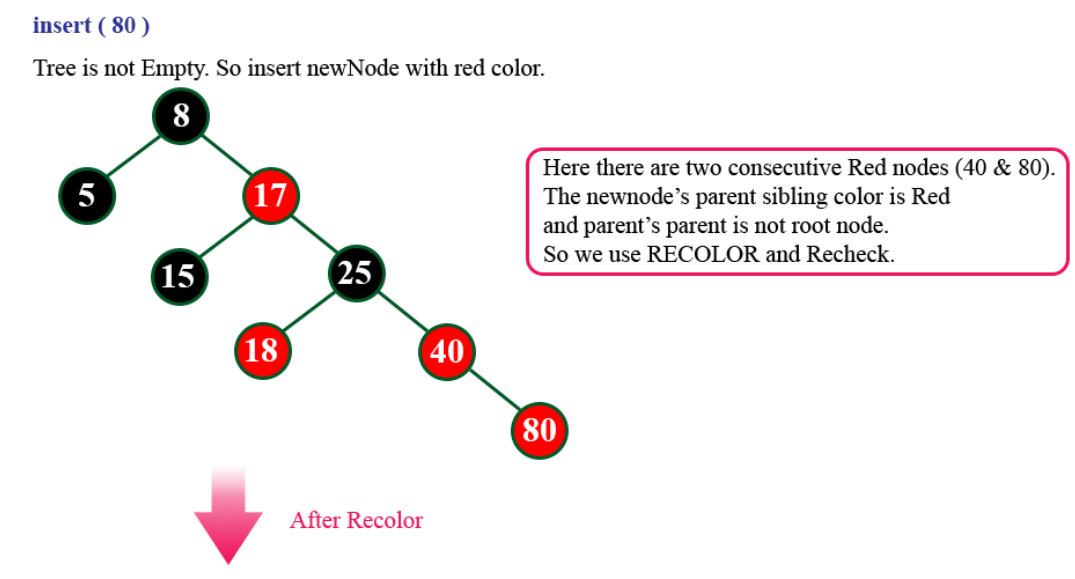 insert ( 80 )
Tree is not Empty. So insert newNode with red color.
8
5
17
15
25
18
40
80
Here there are two consecutive Red nodes (40 & 80).
The newnode’s parent sibling color is Red
and parent’s parent is not root node.
So we use RECOLOR and Recheck.
After Recolor